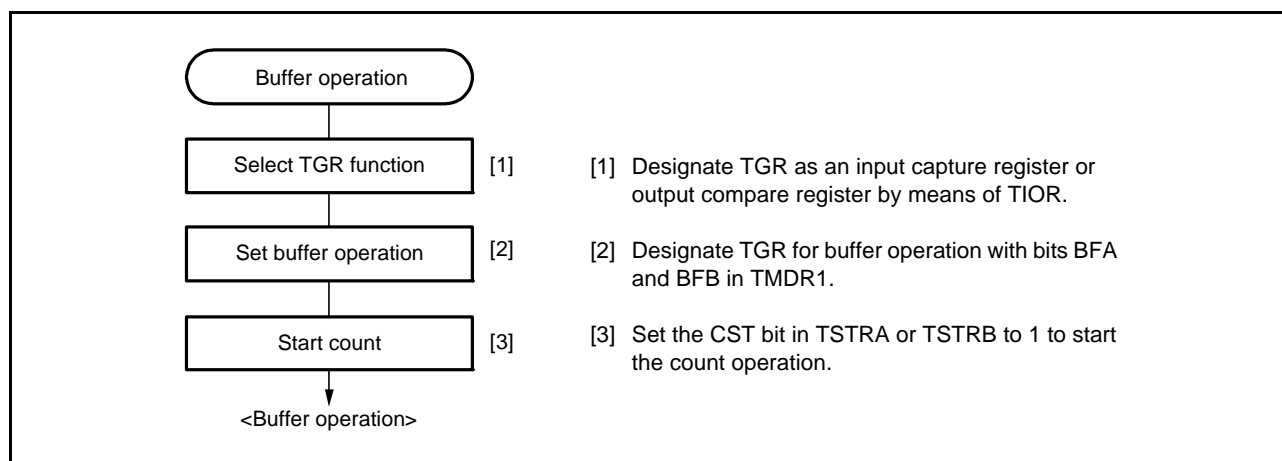 Buffer operation
Select TGR function [1]
[1] Designate TGR as an input capture register or
output compare register by means of TIOR.
Set buffer operation [2]
[2] Designate TGR for buffer operation with bits BFA
and BFB in TMDR1.
Start count [3]
[3] Set the CST bit in TSTRA or TSTRB to 1 to start
the count operation.
<Buffer operation>